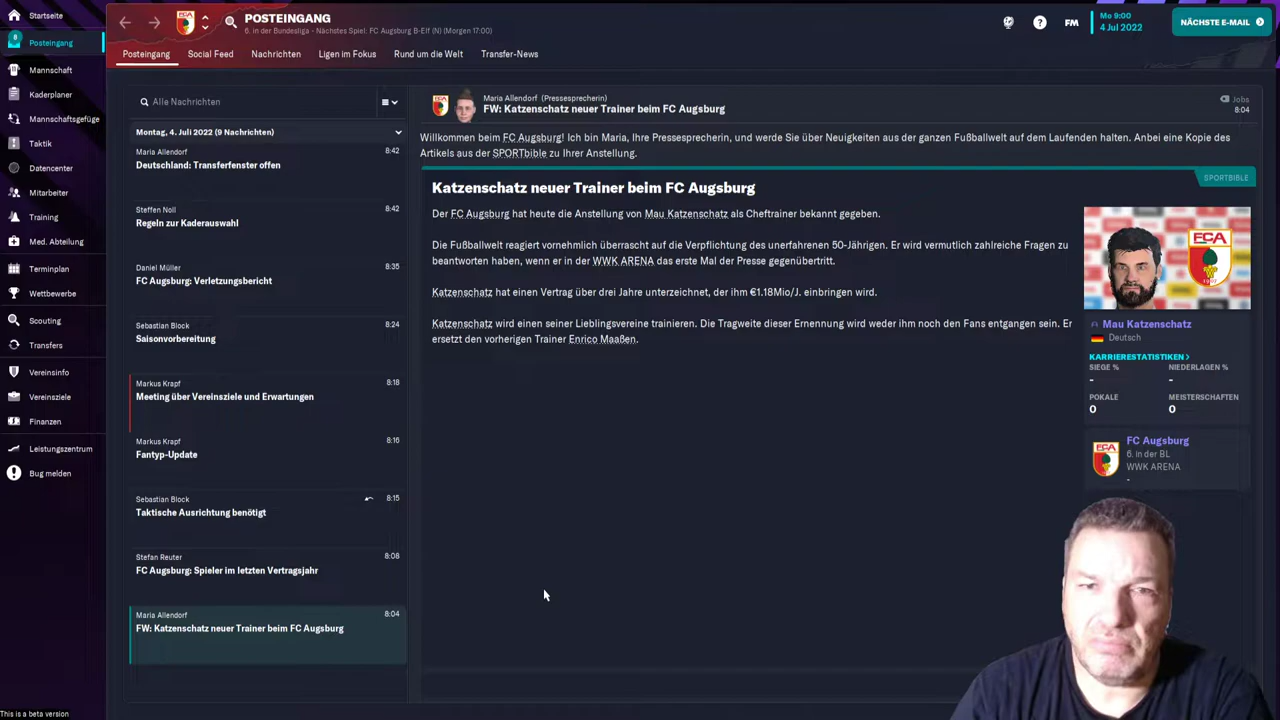 Startseite
6
Posteingang
Mannschaft
Kaderplaner
Mannschaftsgefüge
Taktik
Datencenter
Mitarbeiter
Training
Med. Abteilung
Terminplan
Wettbewerbe
Scouting
Transfers
Vereinsinfo
Vereinsziele
Finanzen
Leistungszentrum
Bug melden
This is a beta version
POSTEINGANG
6. in der Bundesliga - Nächstes Spiel: FC Augsburg B-Elf (N) (Morgen 17:00)
FM
Mo 9:00
4 Jul 2022
NÄCHSTE E-MAIL
Posteingang Social Feed Nachrichten Ligen im Fokus Rund um die Welt Transfer-News
Alle Nachrichten
Montag, 4. Juli 2022 (9 Nachrichten)
Maria Allendorf 8:42
Deutschland: Transferfenster offen
Steffen Noll 8:42
Regeln zur Kaderauswahl
Daniel Müller 8:35
FC Augsburg: Verletzungsbericht
Sebastian Block 8:24
Saisonvorbereitung
Markus Krapf 8:18
Meeting über Vereinsziele und Erwartungen
Markus Krapf 8:16
Fantyp-Update
Sebastian Block 8:15
Taktische Ausrichtung benötigt
Stefan Reuter 8:08
FC Augsburg: Spieler im letzten Vertragsjahr
Maria Allendorf 8:04
FW: Katzenschatz neuer Trainer beim FC Augsburg
Maria Allendorf (Pressesprecherin)
FW: Katzenschatz neuer Trainer beim FC Augsburg
Jobs
8:04
Willkommen beim FC Augsburg! Ich bin Maria, Ihre Pressesprecherin, und werde Sie über Neuigkeiten aus der ganzen Fußballwelt auf dem Laufenden halten. Anbei eine Kopie des
Artikels aus der SPORTbible zu Ihrer Anstellung.
SPORTBIBLE
Katzenschatz neuer Trainer beim FC Augsburg
Der FC Augsburg hat heute die Anstellung von Mau Katzenschatz als Cheftrainer bekannt gegeben.
Die Fußballwelt reagiert vornehmlich überrascht auf die Verpflichtung des unerfahrenen 50-Jährigen. Er wird vermutlich zahlreiche Fragen zu
beantworten haben, wenn er in der WWK ARENA das erste Mal der Presse gegenübertritt.
Katzenschatz hat einen Vertrag über drei Jahre unterzeichnet, der ihm €1.18Mio/J. einbringen wird.
Katzenschatz wird einen seiner Lieblingsvereine trainieren. Die Tragweite dieser Ernennung wird weder ihm noch den Fans entgangen sein. Er
ersetzt den vorherigen Trainer Enrico Maaßen.
FCA
1907
Mau Katzenschatz
Deutsch
KARRIERESTATISTIKEN >
SIEGE % NIEDERLAGEN %
- -
POKALE MEISTERSCHAFTEN
0 0
FC Augsburg
6. in der BL
WWK ARENA
-